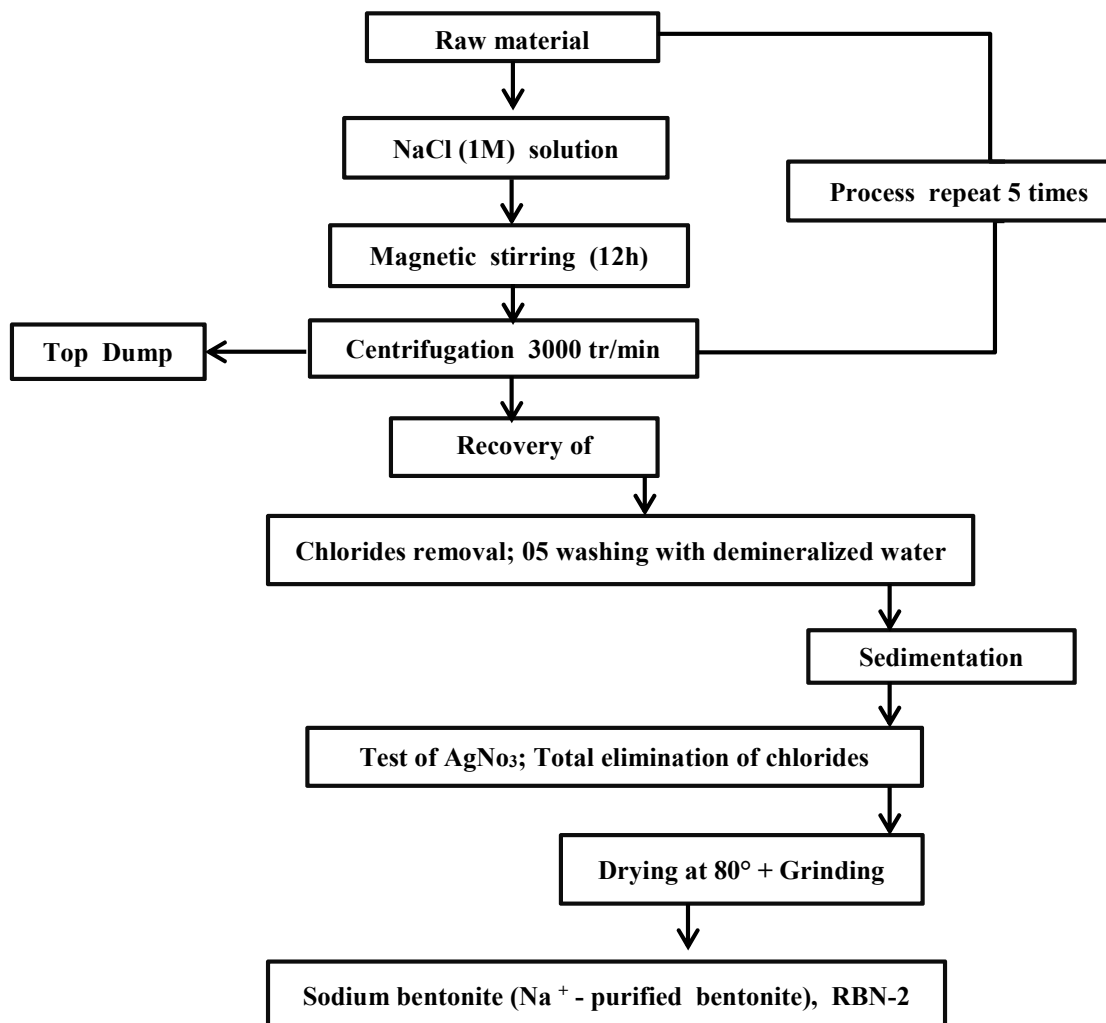 Raw material
NaCl (1M) solution
Process repeat 5 times
Magnetic stirring (12h)
Top Dump
Centrifugation 3000 tr/min
Recovery of
Chlorides removal; 05 washing with demineralized water
Sedimentation
Test of AgNo₃; Total elimination of chlorides
Drying at 80° + Grinding
Sodium bentonite (Na ⁺ - purified bentonite), RBN-2